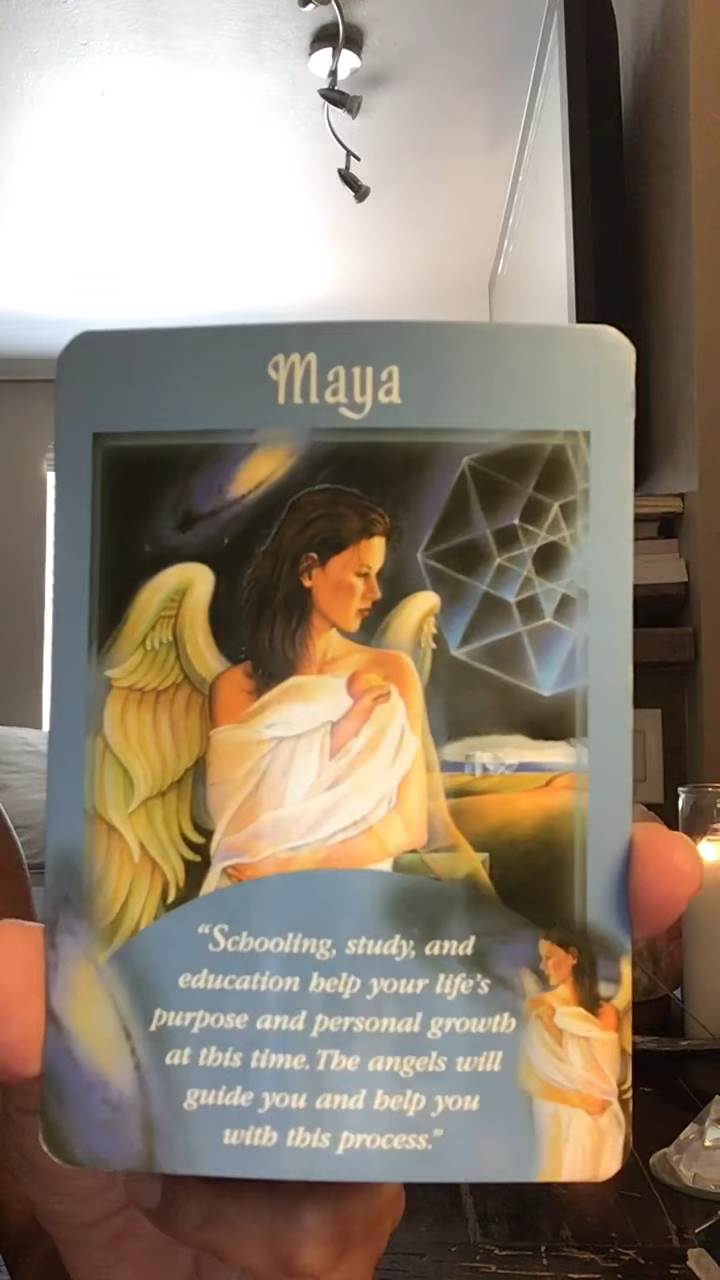 Maya
“Schooling, study, and
education help your life’s
purpose and personal growth
at this time. The angels will
guide you and help you
with this process.”